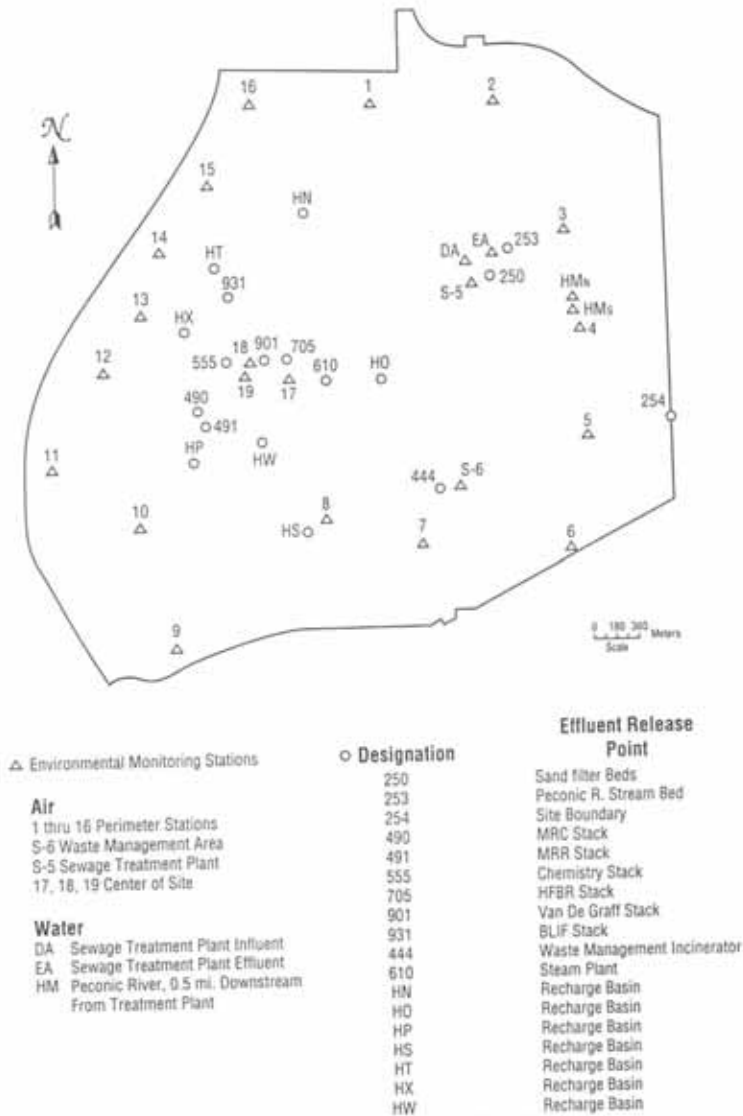 16
1
2
N
15
HN
3
EA
253
DA
14
HT
250
S-5
HMN
931
HMS
13
4
HX
18
901
705
12
555
610
HO
19
17
490
254
491
5
HP
HW
11
444
S-6
10
8
7
HS
6
9
0 180 360 Meters
Scale
△ Environmental Monitoring Stations
Air
1 thru 16 Perimeter Stations
S-6 Waste Management Area
S-5 Sewage Treatment Plant
17, 18, 19 Center of Site
Water
DA Sewage Treatment Plant Influent
EA Sewage Treatment Plant Effluent
HM Peconic River, 0.5 mi. Downstream
From Treatment Plant
○ Designation
Effluent Release
Point
250 Sand filter Beds
253 Peconic R. Stream Bed
254 Site Boundary
490 MRC Stack
491 MRR Stack
555 Chemistry Stack
705 HFBR Stack
901 Van De Graff Stack
931 BLIF Stack
444 Waste Management Incinerator
610 Steam Plant
HN Recharge Basin
HO Recharge Basin
HP Recharge Basin
HS Recharge Basin
HT Recharge Basin
HX Recharge Basin
HW Recharge Basin